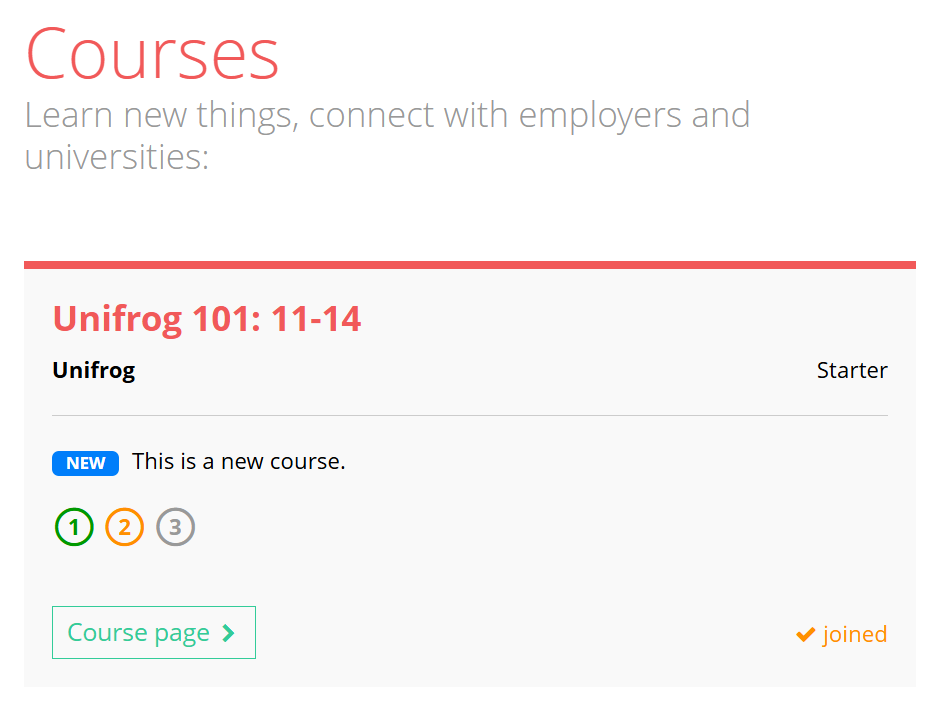 Courses
Learn new things, connect with employers and
universities:
Unifrog 101: 11-14
Unifrog Starter
NEW This is a new course.
1 2 3
Course page
joined